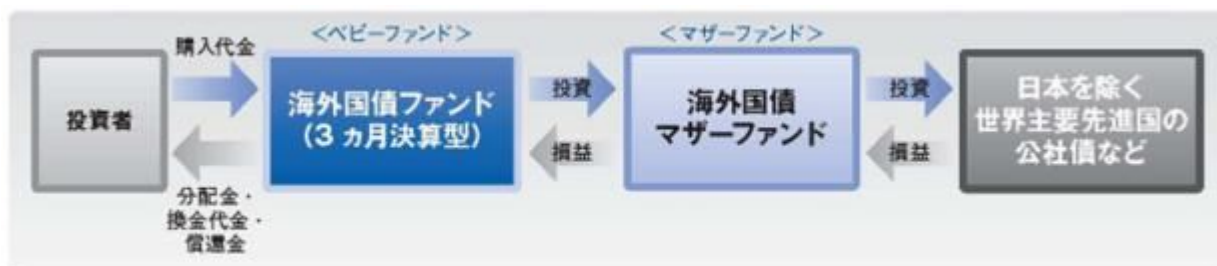 購入代金
投資者
分配金・
換金代金・
償還金
＜ベビーファンド＞
海外国債ファンド
（3ヵ月決算型）
投資
損益
＜マザーファンド＞
海外国債
マザーファンド
投資
損益
日本を除く
世界主要先進国の
公社債など